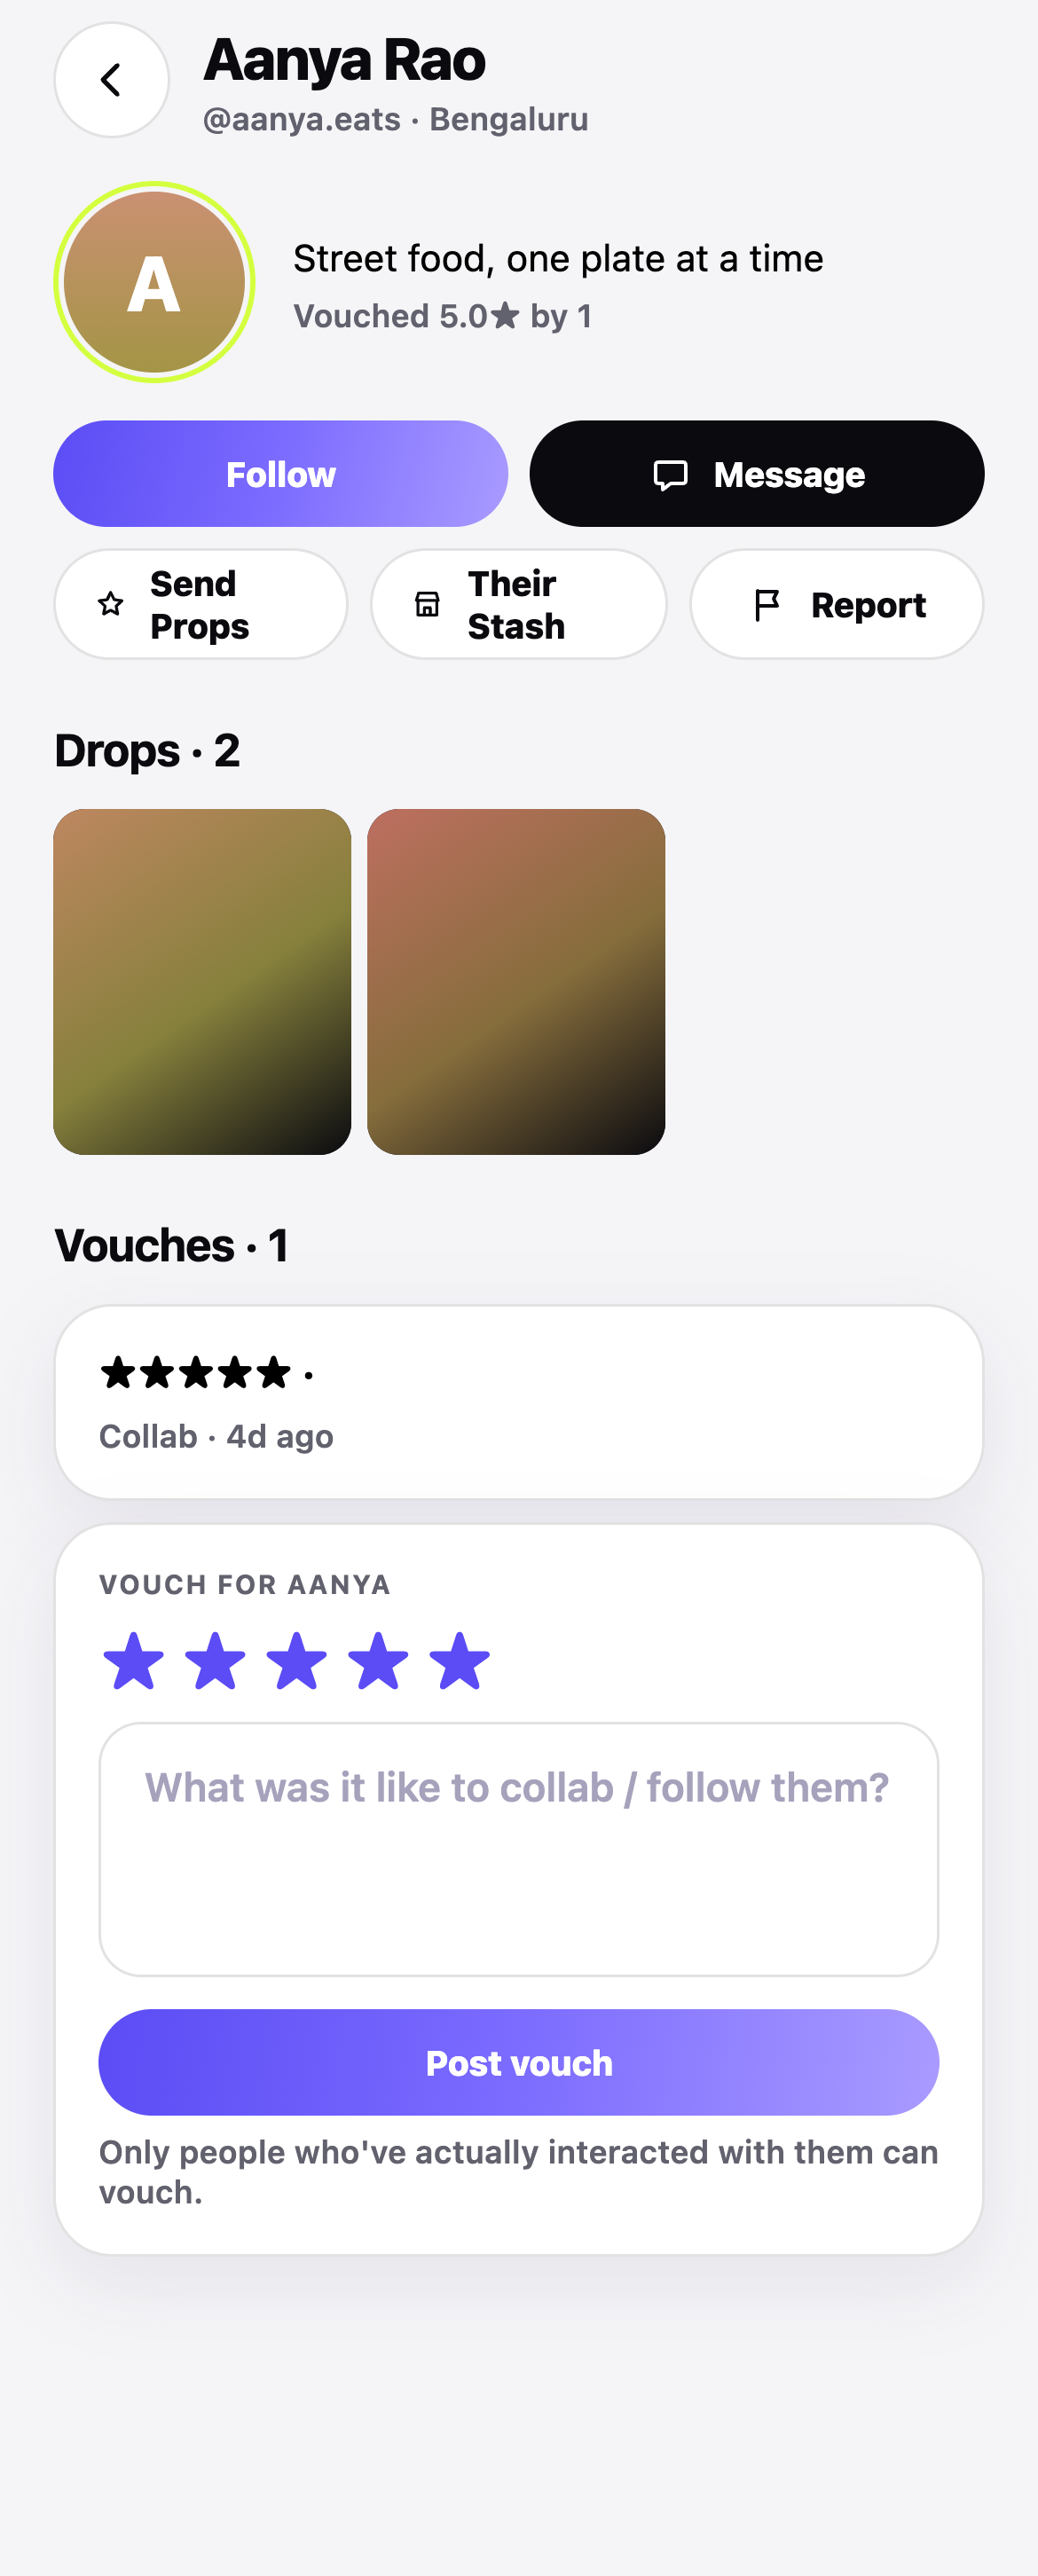 Aanya Rao
@aanya.eats · Bengaluru
A
Street food, one plate at a time
Vouched 5.0★ by 1
Follow
Message
Send
Props
Their
Stash
Report
Drops · 2
Vouches · 1
★★★★★ ·
Collab · 4d ago
VOUCH FOR AANYA
★ ★ ★ ★ ★
What was it like to collab / follow them?
Post vouch
Only people who've actually interacted with them can
vouch.